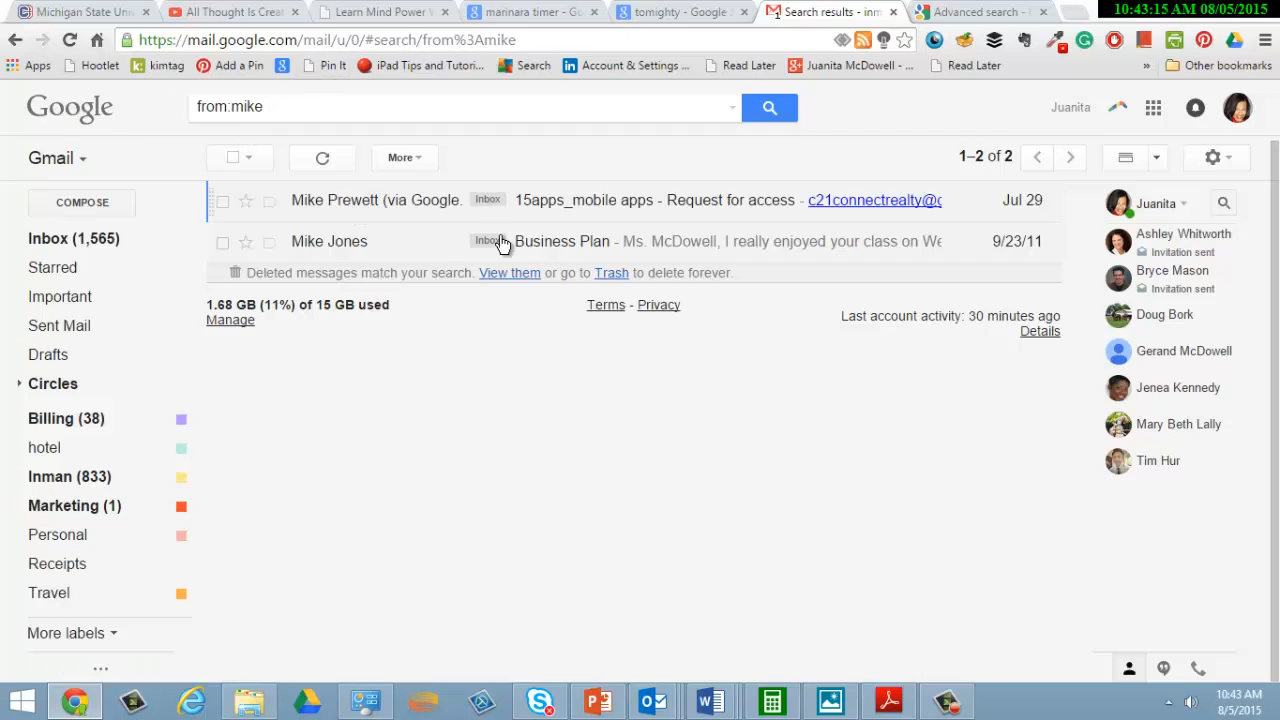 Michigan State Univ
All Thought Is Crea
Learn Mind Power V
marinara timer - Go
tomighty - Google S
Search results - inm
Advanced search - G
10:43:15 AM 08/05/2015
https://mail.google.com/mail/u/0/#search/from%3Amike
Apps
Hootlet
kimtag
Add a Pin
Pin It
iPad Tips and Tutori...
Search
Account & Settings ...
Read Later
Juanita McDowell - ...
Read Later
» Other bookmarks
Google
from:mike
Juanita
Gmail
More
1–2 of 2
COMPOSE
Inbox (1,565)
Starred
Important
Sent Mail
Drafts
Circles
Billing (38)
hotel
Inman (833)
Marketing (1)
Personal
Receipts
Travel
More labels
Mike Prewett (via Google. Inbox 15apps_mobile apps - Request for access - c21connectrealty@g Jul 29
Mike Jones Inbox Business Plan - Ms. McDowell, I really enjoyed your class on We 9/23/11
Deleted messages match your search. View them or go to Trash to delete forever.
1.68 GB (11%) of 15 GB used
Manage
Terms - Privacy
Last account activity: 30 minutes ago
Details
Juanita
Ashley Whitworth
Invitation sent
Bryce Mason
Invitation sent
Doug Bork
Gerand McDowell
Jenea Kennedy
Mary Beth Lally
Tim Hur
10:43 AM
8/5/2015